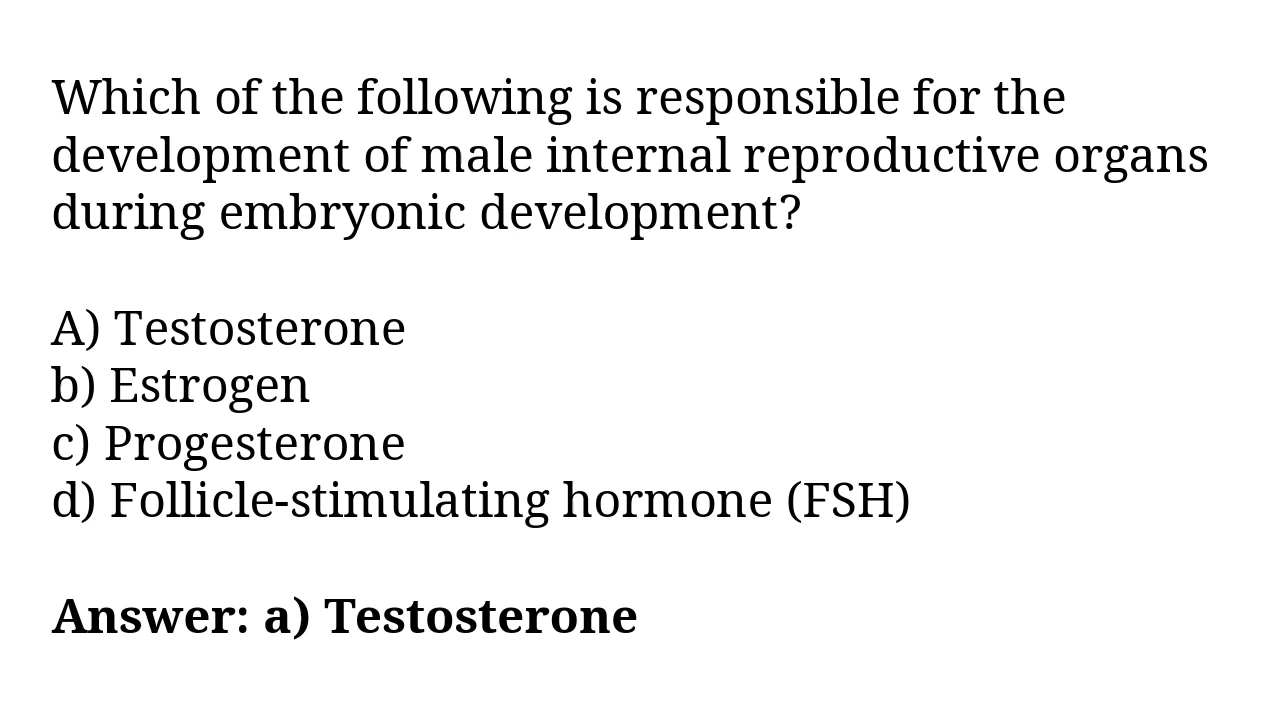 Which of the following is responsible for the
development of male internal reproductive organs
during embryonic development?
A) Testosterone
b) Estrogen
c) Progesterone
d) Follicle-stimulating hormone (FSH)
Answer: a) Testosterone